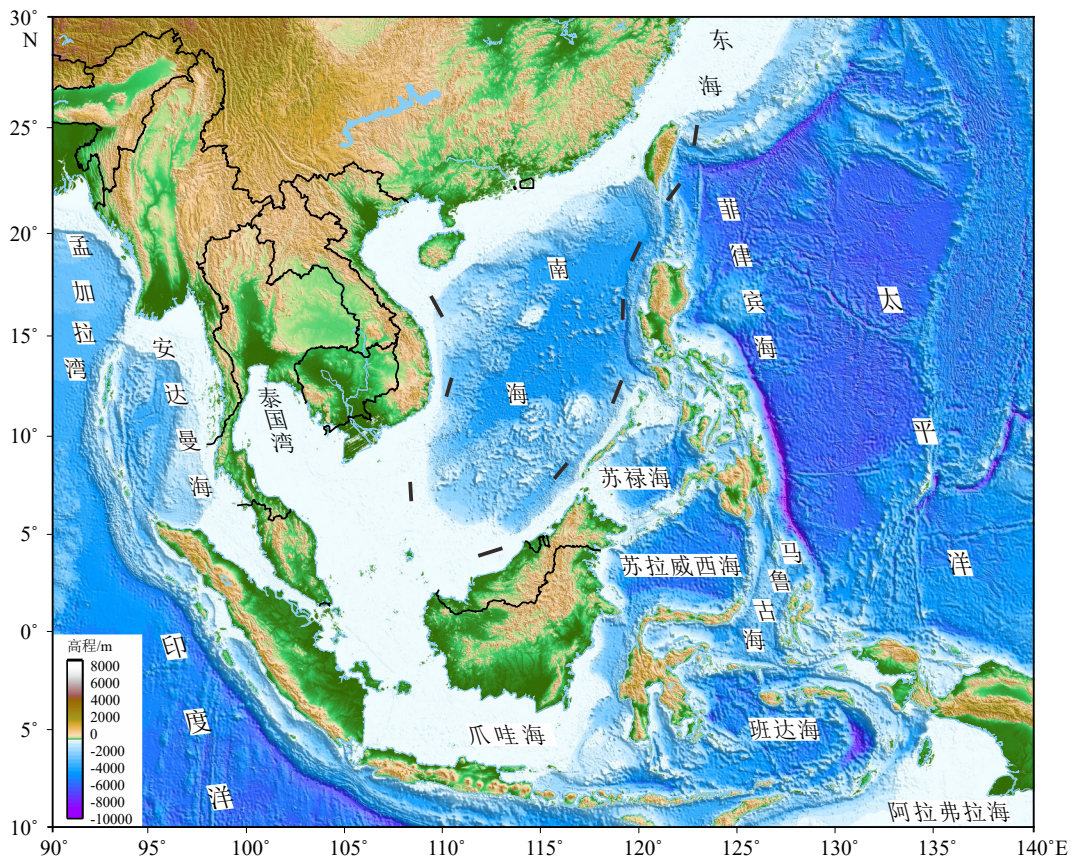 30°
N
25°
20°
15°
10°
5°
0°
5°
10°
90°
95°
100°
105°
110°
115°
120°
125°
130°
135°
140°E
东海
孟加拉湾
安达曼海
泰国湾
南海
菲律宾海
太平洋
苏禄海
苏拉威西海
马鲁古海
印度洋
爪哇海
班达海
阿拉弗拉海
高程/m
8000
6000
4000
2000
0
-2000
-4000
-6000
-8000
-10000